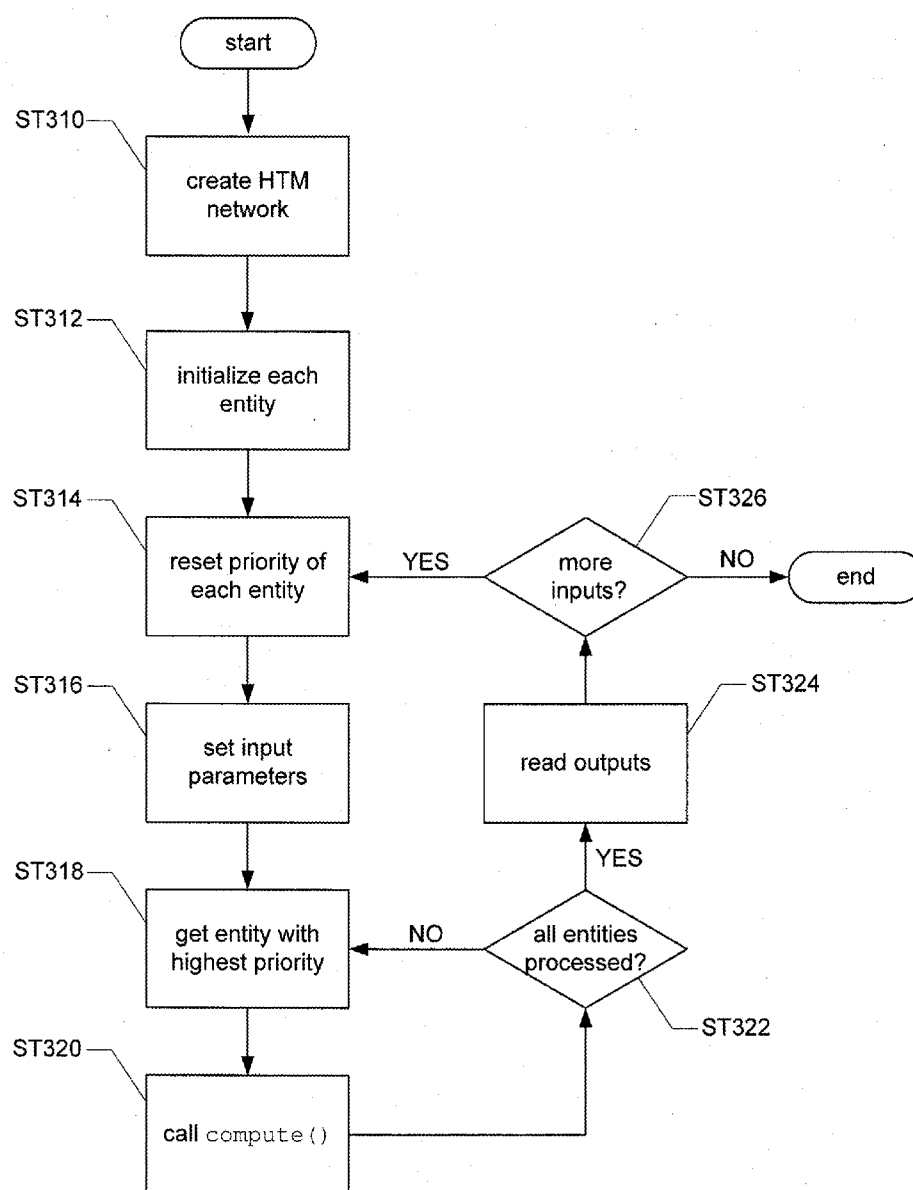 start
ST310
create HTM
network
ST312
initialize each
entity
ST314
reset priority of
each entity
YES
more
inputs?
ST326
NO
end
ST316
set input
parameters
read outputs
ST324
YES
ST318
get entity with
highest priority
NO
all entities
processed?
ST322
ST320
call compute()